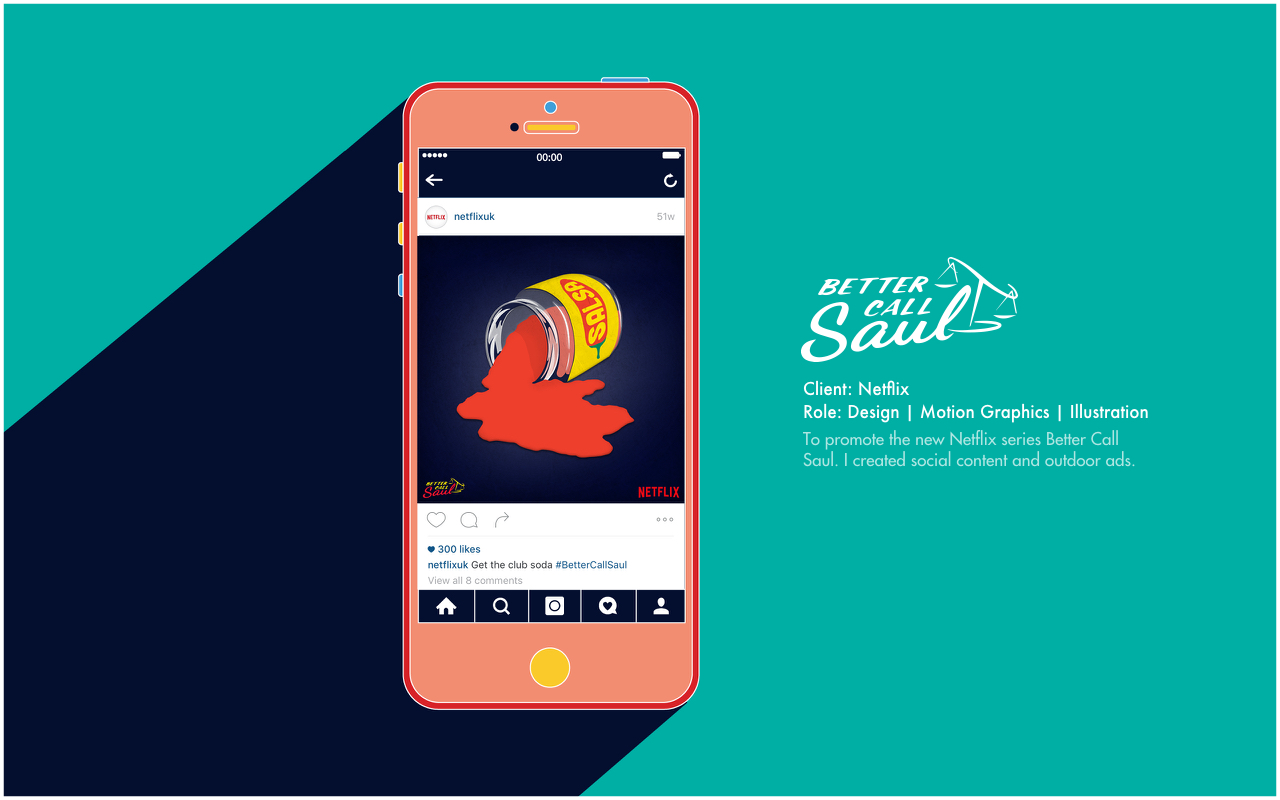 00:00
NETFLIX
netflixuk
51w
SALSA
BETTER
CALL
Saul
NETFLIX
300 likes
netflixuk Get the club soda #BetterCallSaul
View all 8 comments
BETTER
CALL
Saul
Client: Netflix
Role: Design | Motion Graphics | Illustration
To promote the new Netflix series Better Call
Saul. I created social content and outdoor ads.